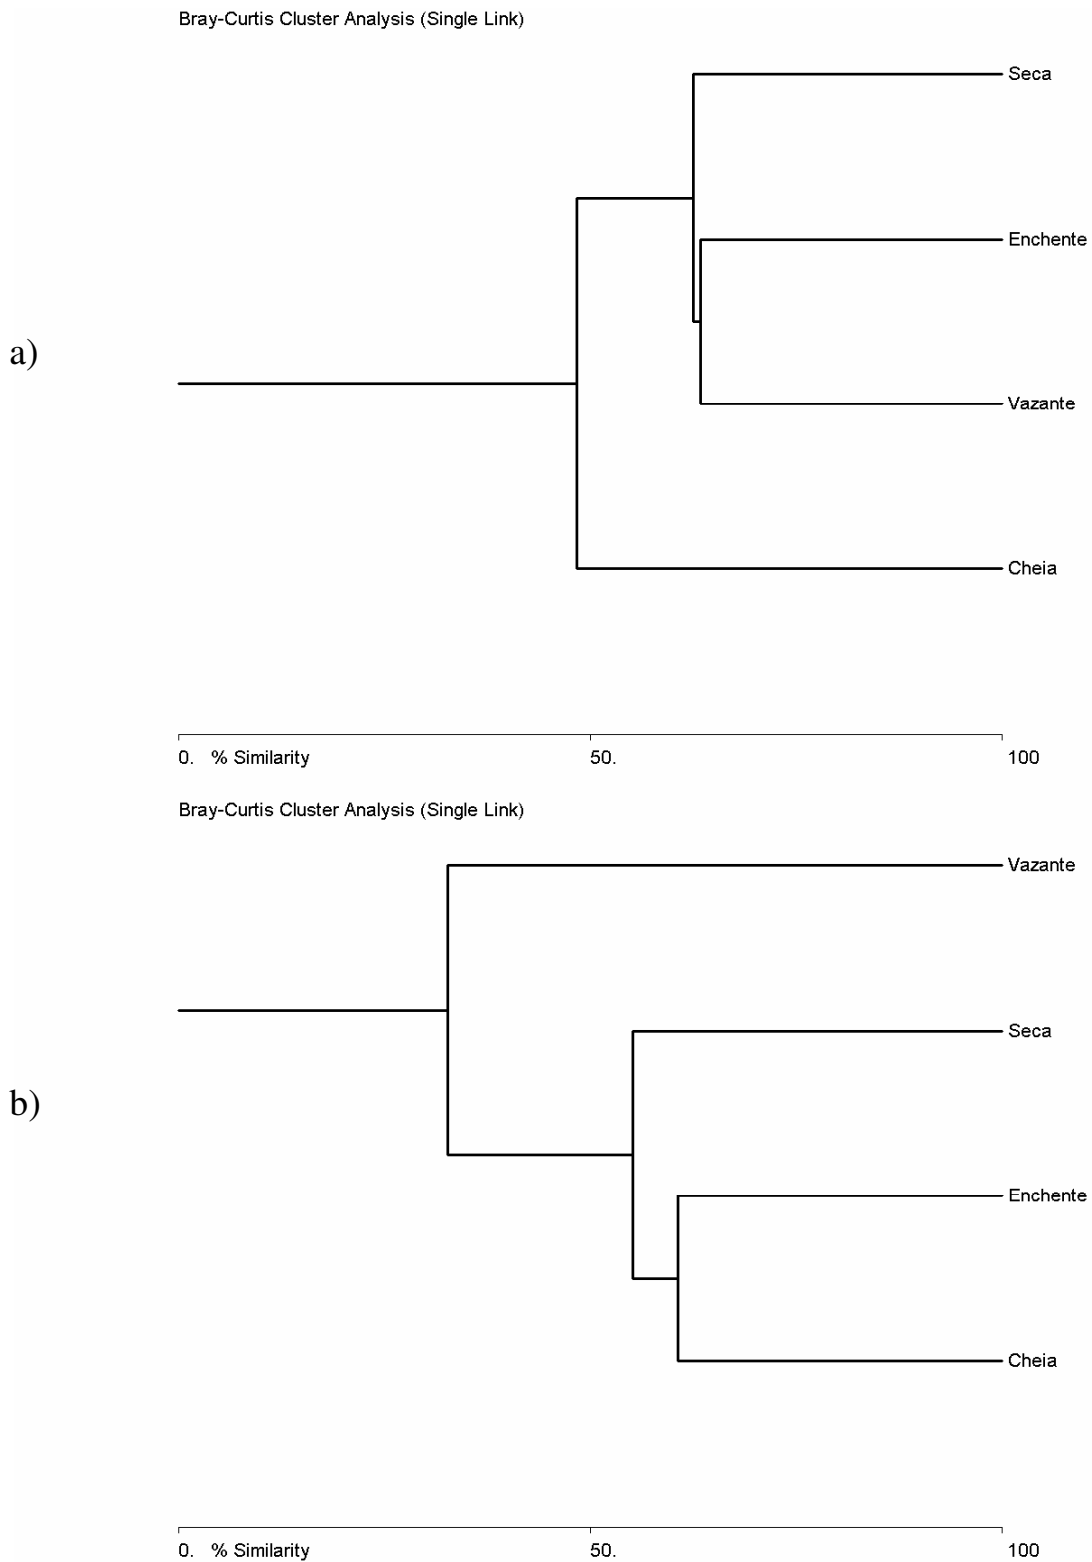 Bray-Curtis Cluster Analysis (Single Link)
Seca
Enchente
a)
Vazante
Cheia
0. % Similarity 50. 100
Bray-Curtis Cluster Analysis (Single Link)
Vazante
Seca
b)
Enchente
Cheia
0. % Similarity 50. 100